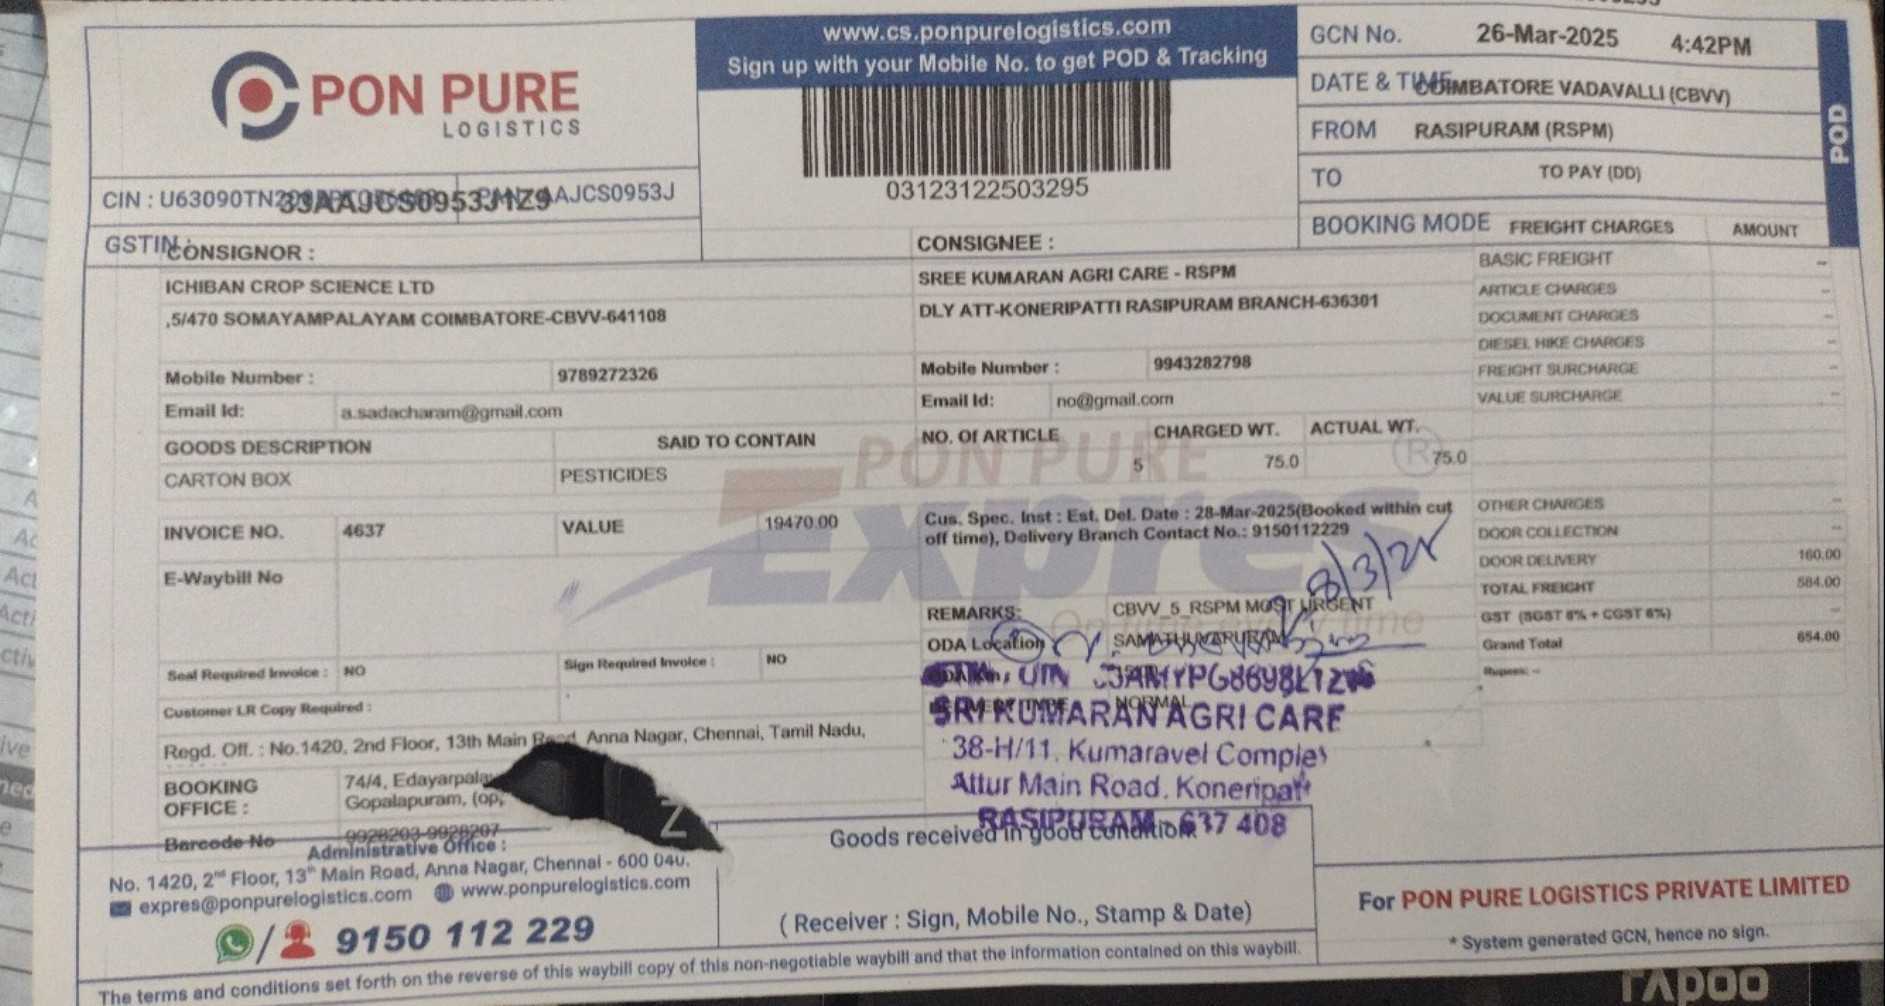 PON PURE
LOGISTICS
www.cs.ponpurelogistics.com
Sign up with your Mobile No. to get POD & Tracking
03123122503295
GCN No. 26-Mar-2025 4:42PM
DATE & TIME COIMBATORE VADAVALLI (CBVV)
FROM RASIPURAM (RSPM)
TO TO PAY (DD)
BOOKING MODE
POD
CIN : AAJCS0953J
GSTIN : 33AAJCS0953J1Z9
CONSIGNOR :
ICHIBAN CROP SCIENCE LTD
,5/470 SOMAYAMPALAYAM COIMBATORE-CBVV-641108
Mobile Number : 9789272326
Email Id: a.sadacharam@gmail.com
CONSIGNEE :
SREE KUMARAN AGRI CARE - RSPM
DLY ATT-KONERIPATTI RASIPURAM BRANCH-636301
Mobile Number : 9943282798
Email Id: no@gmail.com
GOODS DESCRIPTION SAID TO CONTAIN NO. Of ARTICLE CHARGED WT. ACTUAL WT.
CARTON BOX PESTICIDES 5 75.0 75.0
PON PURE ®
Expres
On time every time
INVOICE NO. 4637 VALUE 19470.00
E-Waybill No
Cus. Spec. Inst : Est. Del. Date : 28-Mar-2025(Booked within cut
off time), Delivery Branch Contact No.: 9150112229
REMARKS: CBVV_5_RSPM MOST URGENT
ODA Location SAMATHUVAPURAM
NORMAL
Seal Required Invoice : NO Sign Required Invoice : NO
Customer LR Copy Required :
Regd. Off. : No.1420, 2nd Floor, 13th Main Road, Anna Nagar, Chennai, Tamil Nadu,
BOOKING OFFICE :
74/4,
Gopalapuram,
Barcode No 9928203-9928207
FREIGHT CHARGES AMOUNT
BASIC FREIGHT --
ARTICLE CHARGES --
DOCUMENT CHARGES --
DIESEL HIKE CHARGES --
FREIGHT SURCHARGE --
VALUE SURCHARGE --
OTHER CHARGES --
DOOR COLLECTION --
DOOR DELIVERY 160.00
TOTAL FREIGHT 584.00
GST (SGST 6% + CGST 6%) --
Grand Total 654.00
Rupees: --
SRI KUMARAN AGRI CARE
38-H/11, Kumaravel Complex
Attur Main Road, Koneripatti
RASIPURAM - 637 408
Administrative Office :
No. 1420, 2nd Floor, 13th Main Road, Anna Nagar, Chennai - 600 040.
expres@ponpurelogistics.com www.ponpurelogistics.com
/ 9150 112 229
Goods received in good condition.
( Receiver : Sign, Mobile No., Stamp & Date)
For PON PURE LOGISTICS PRIVATE LIMITED
* System generated GCN, hence no sign.
The terms and conditions set forth on the reverse of this waybill copy of this non-negotiable waybill and that the information contained on this waybill.
rapoo